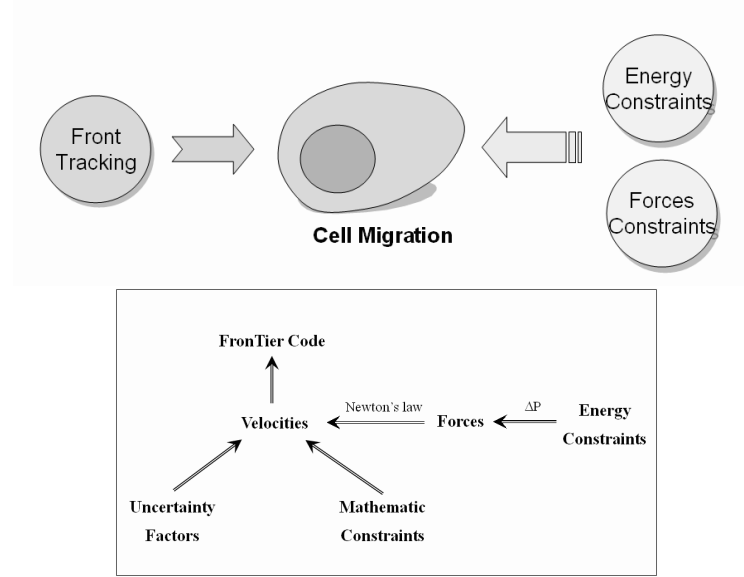 Energy
Constraints
Front
Tracking
Forces
Constraints
Cell Migration
FronTier Code
Newton's law
ΔP
Energy
Velocities
Forces
Constraints
Uncertainty
Mathematic
Factors
Constraints